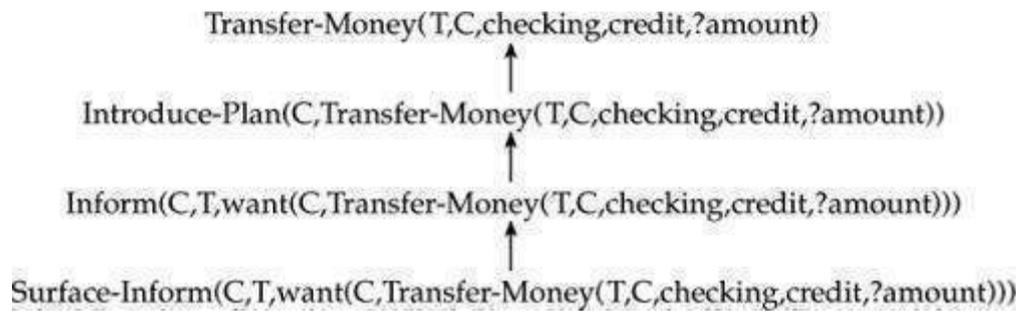 Transfer-Money(T,C,checking,credit,?amount)
Introduce-Plan(C,Transfer-Money(T,C,checking,credit,?amount))
Inform(C,T,want(C,Transfer-Money(T,C,checking,credit,?amount)))
Surface-Inform(C,T,want(C,Transfer-Money(T,C,checking,credit,?amount)))